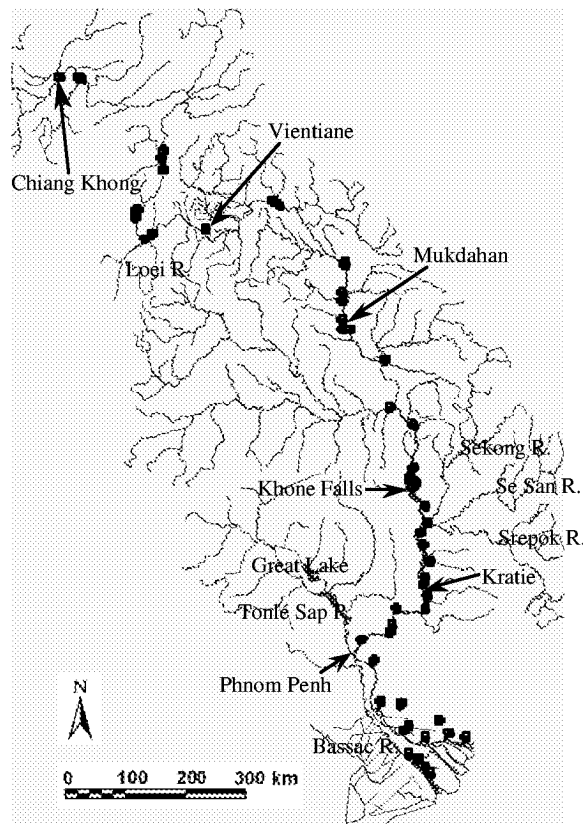 Vientiane
Chiang Khong
Mukdahan
Loei R.
Sekong R.
Khone Falls
Se San R.
Srepok R.
Great Lake
Kratie
Tonlé Sap R.
Phnom Penh
N
Bassac R.
0 100 200 300 km